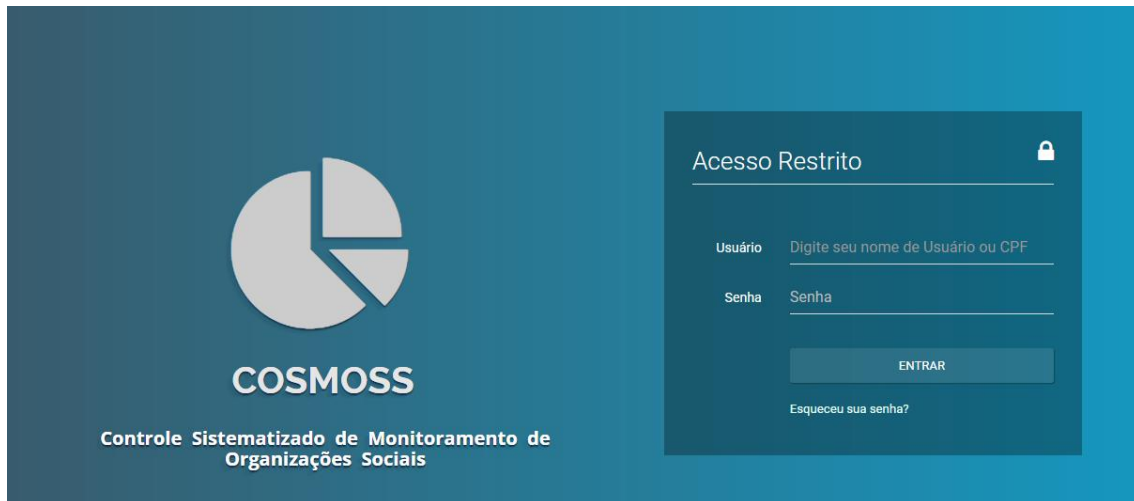 COSMOSS
Controle Sistematizado de Monitoramento de
Organizações Sociais
Acesso Restrito
Usuário Digite seu nome de Usuário ou CPF
Senha Senha
ENTRAR
Esqueceu sua senha?